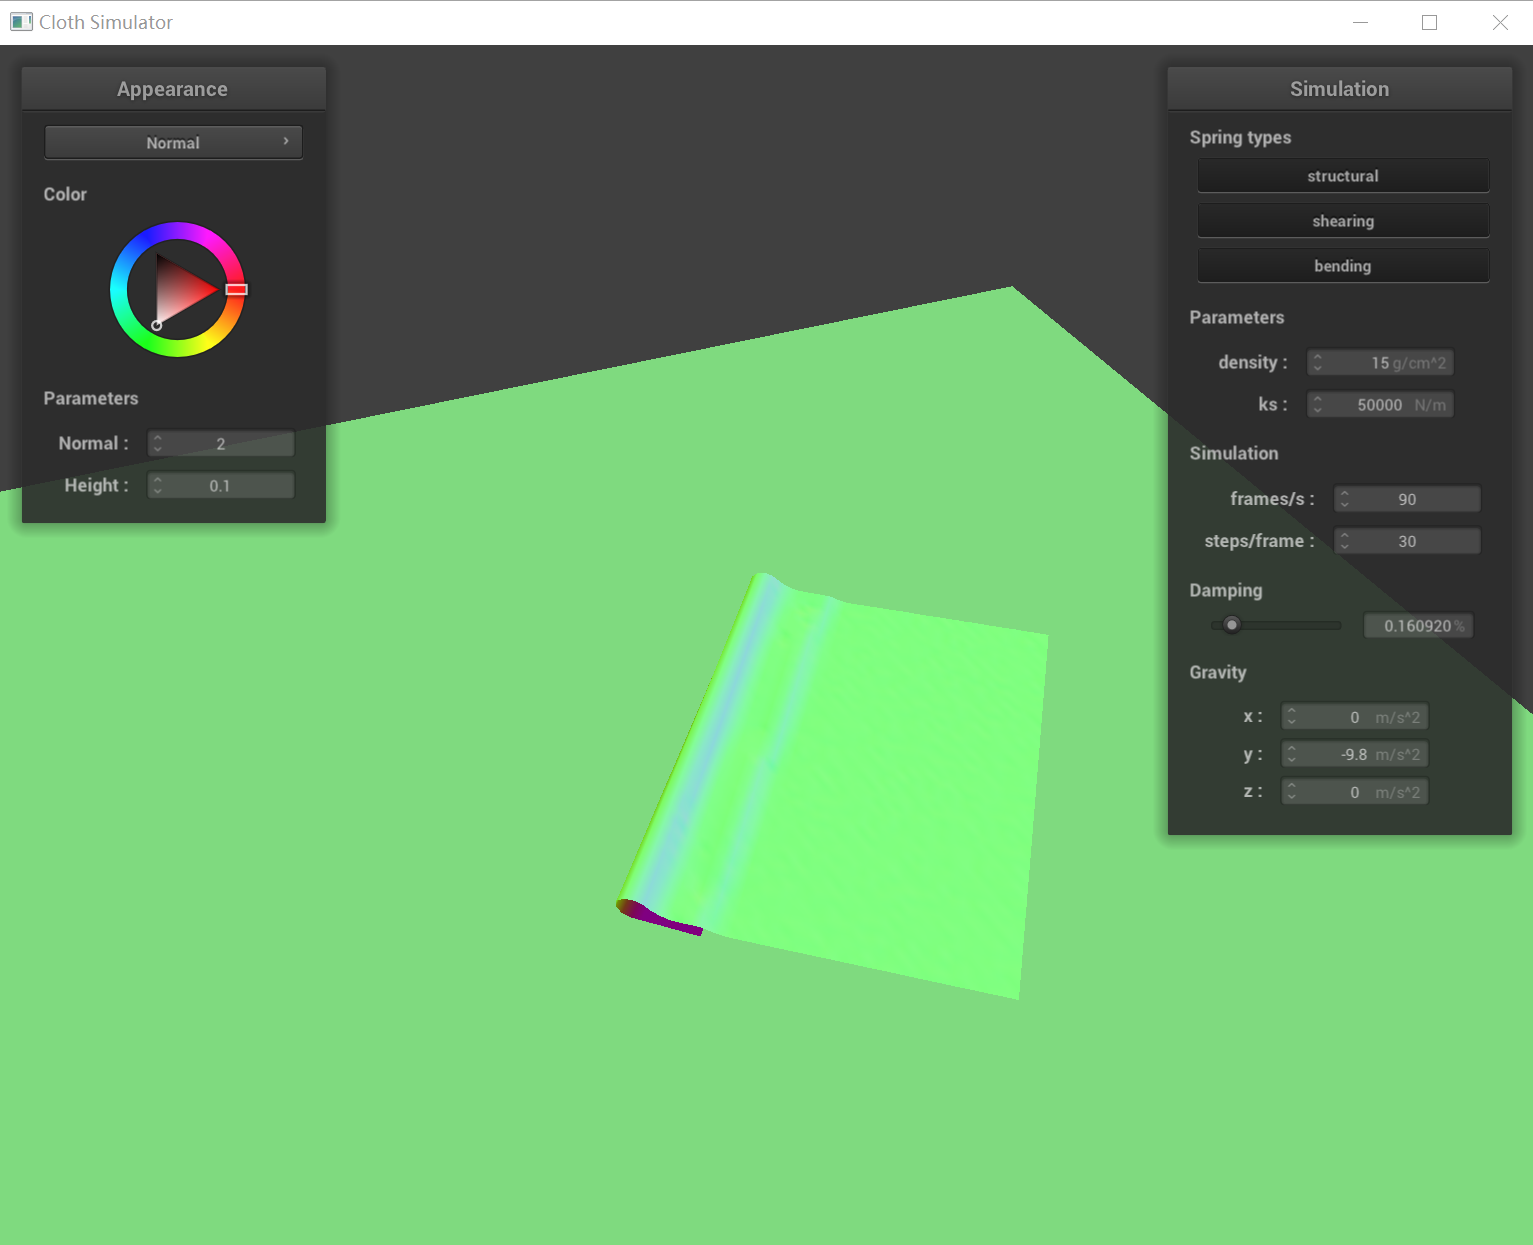 Cloth Simulator
Appearance
Normal
Color
Parameters
Normal : 2
Height : 0.1
Simulation
Spring types
structural
shearing
bending
Parameters
density : 15 g/cm^2
ks : 50000 N/m
Simulation
frames/s : 90
steps/frame : 30
Damping
0.160920 %
Gravity
x : 0 m/s^2
y : -9.8 m/s^2
z : 0 m/s^2